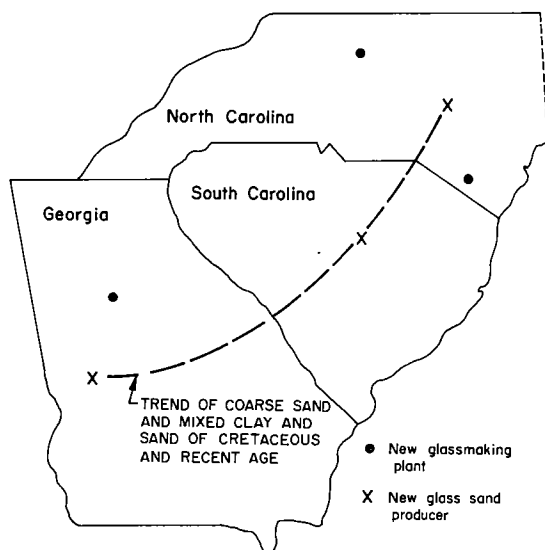 North Carolina
South Carolina
Georgia
TREND OF COARSE SAND
AND MIXED CLAY AND
SAND OF CRETACEOUS
AND RECENT AGE
● New glassmaking
plant
X New glass sand
producer
X
X
X